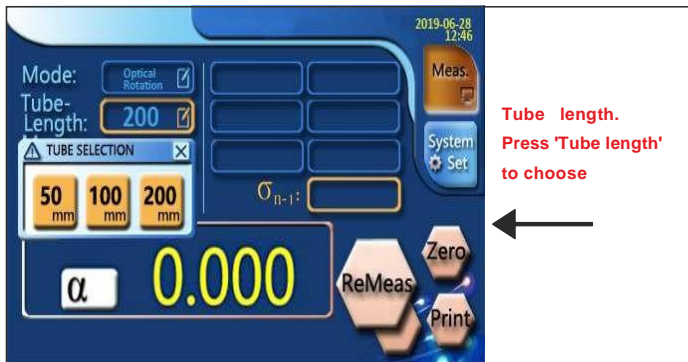 2019-06-28
12:46
Mode:
Optical
Rotation
Meas.
Tube-
Length:
200
TUBE SELECTION
X
50
mm
100
mm
200
mm
System
Set
σn-1:
α
0.000
ReMeas
Zero
Print
Tube length.
Press 'Tube length'
to choose